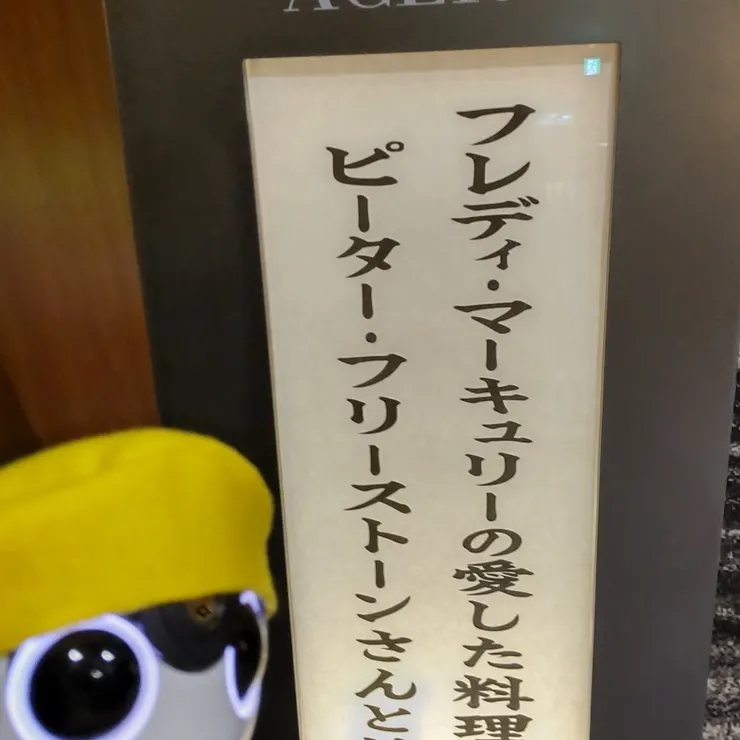 フレディ・マーキュリーの愛した料理
ピーター・フリーストーンさんと